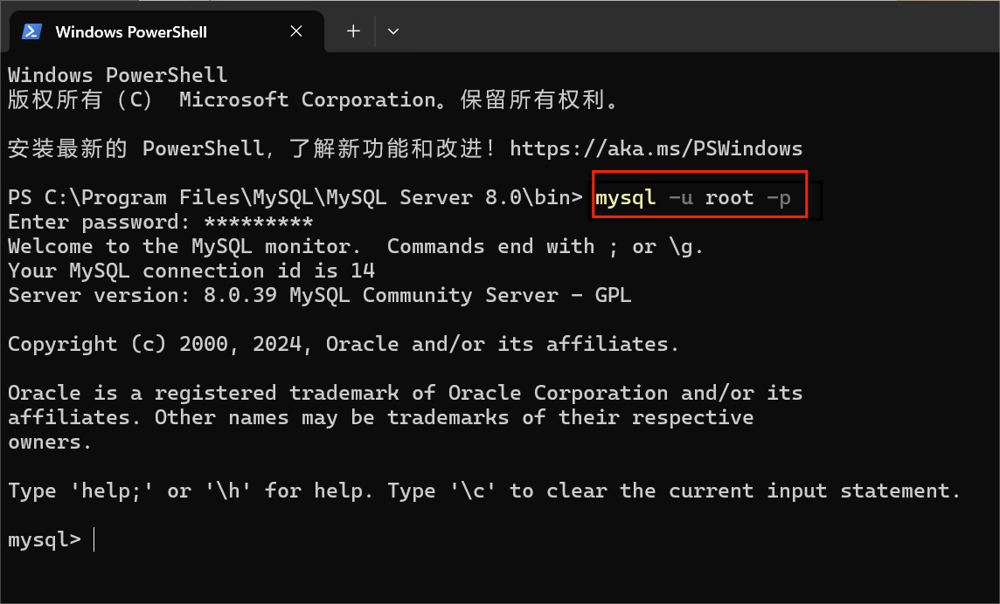 Windows PowerShell
Windows PowerShell
版权所有 (C)  Microsoft Corporation。保留所有权利。
安装最新的 PowerShell,了解新功能和改进!https://aka.ms/PSWindows
PS C:\Program Files\MySQL\MySQL Server 8.0\bin> mysql -u root -p
Enter password: *********
Welcome to the MySQL monitor.  Commands end with ; or \g.
Your MySQL connection id is 14
Server version: 8.0.39 MySQL Community Server - GPL
Copyright (c) 2000, 2024, Oracle and/or its affiliates.
Oracle is a registered trademark of Oracle Corporation and/or its
affiliates. Other names may be trademarks of their respective
owners.
Type 'help;' or '\h' for help. Type '\c' to clear the current input statement.
mysql>